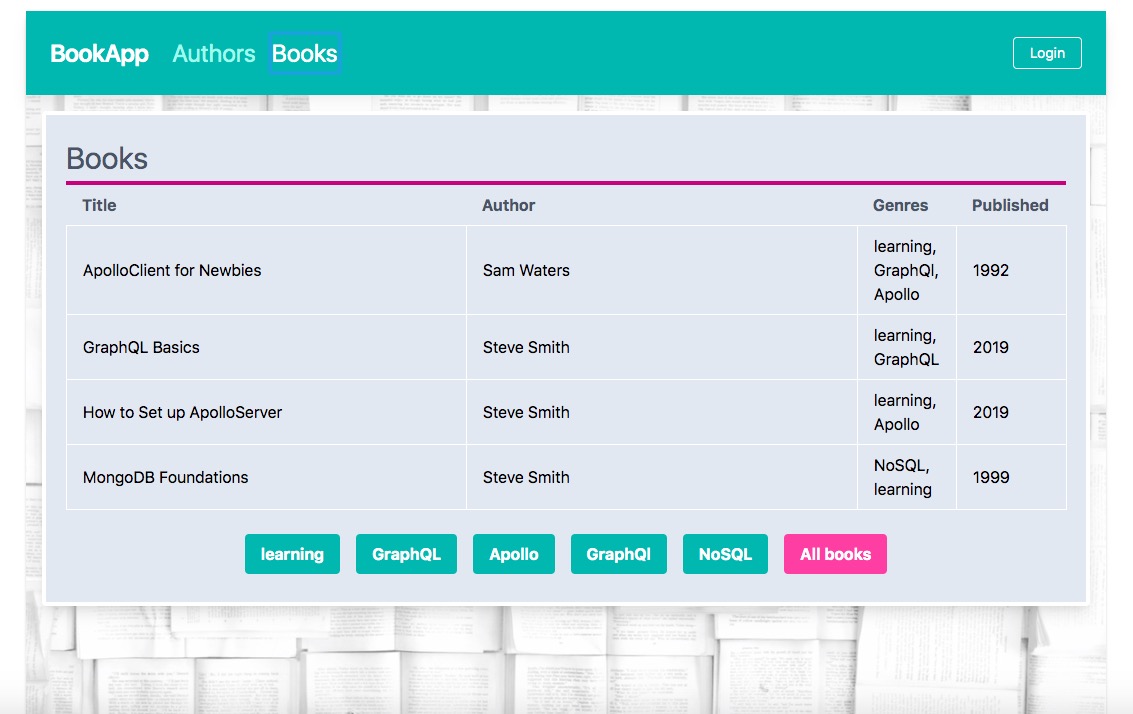 BookApp Authors Books Login
Books
Title Author Genres Published
ApolloClient for Newbies Sam Waters learning, 1992
GraphQl,
Apollo
GraphQL Basics Steve Smith learning, 2019
GraphQL
How to Set up ApolloServer Steve Smith learning, 2019
Apollo
MongoDB Foundations Steve Smith NoSQL, 1999
learning
learning GraphQL Apollo GraphQl NoSQL All books